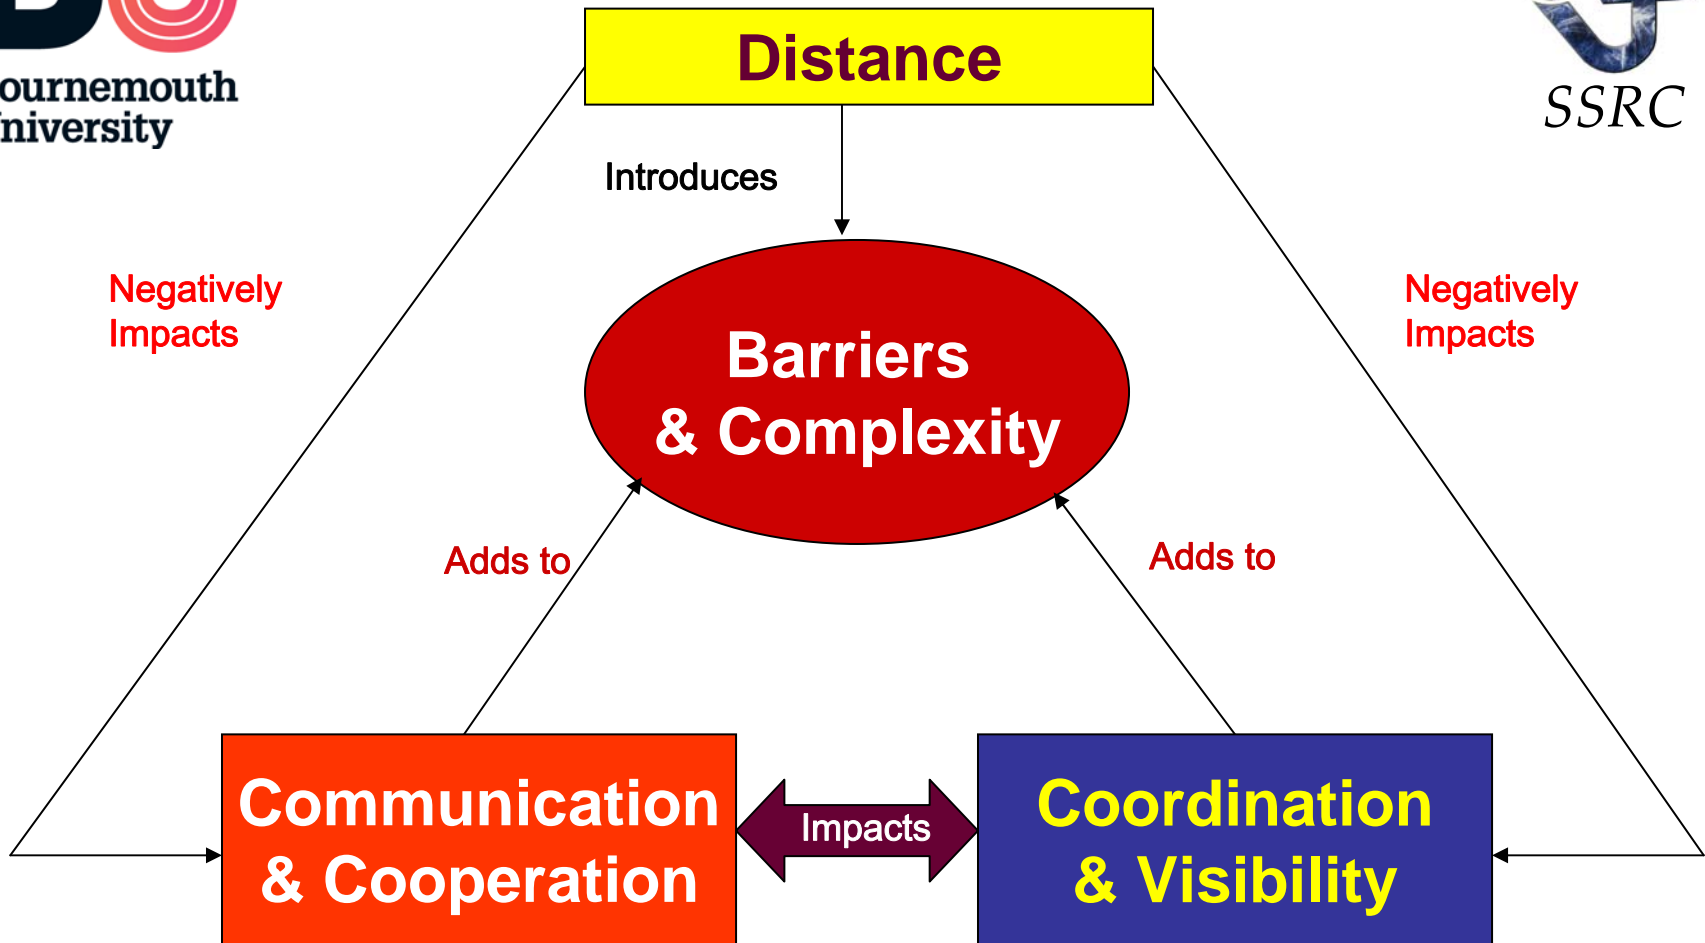 Distance
ournemouth
niversity
SSRC
Introduces
Negatively
Impacts
Negatively
Impacts
Barriers
& Complexity
Adds to
Adds to
Communication
& Cooperation
Impacts
Coordination
& Visibility